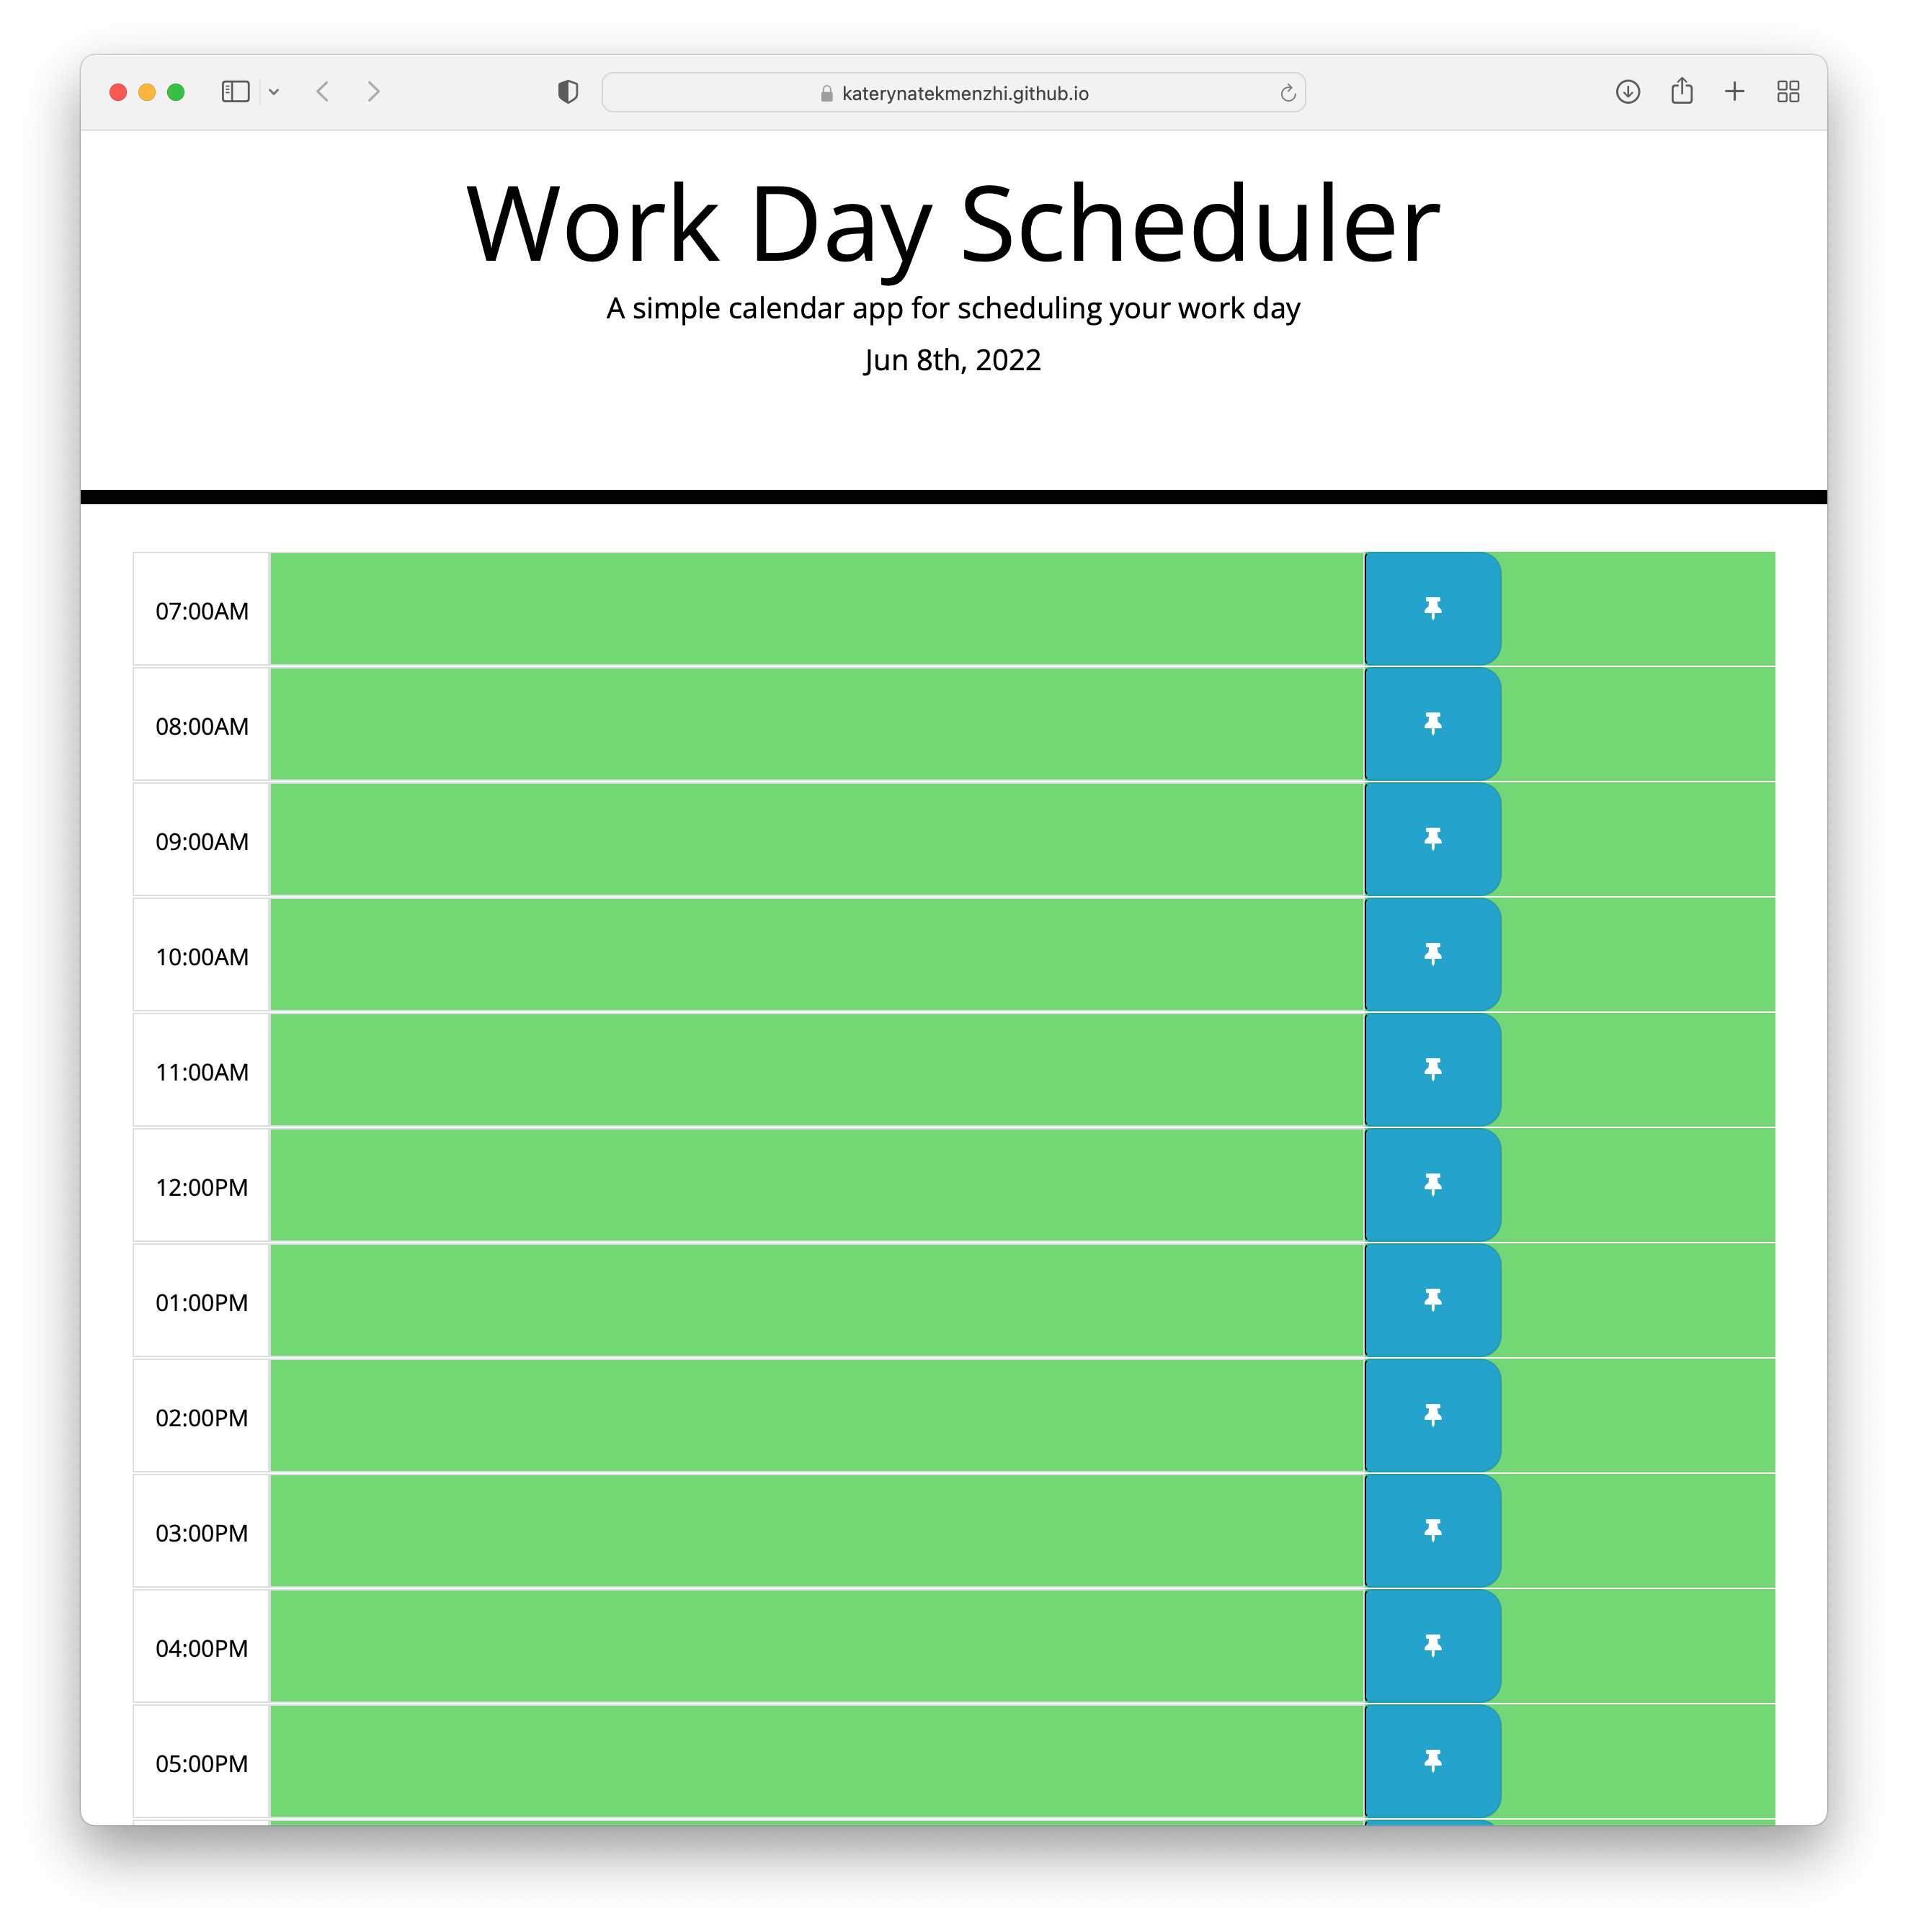 katerynatekmenzhi.github.io
Work Day Scheduler
A simple calendar app for scheduling your work day
Jun 8th, 2022
07:00AM
08:00AM
09:00AM
10:00AM
11:00AM
12:00PM
01:00PM
02:00PM
03:00PM
04:00PM
05:00PM